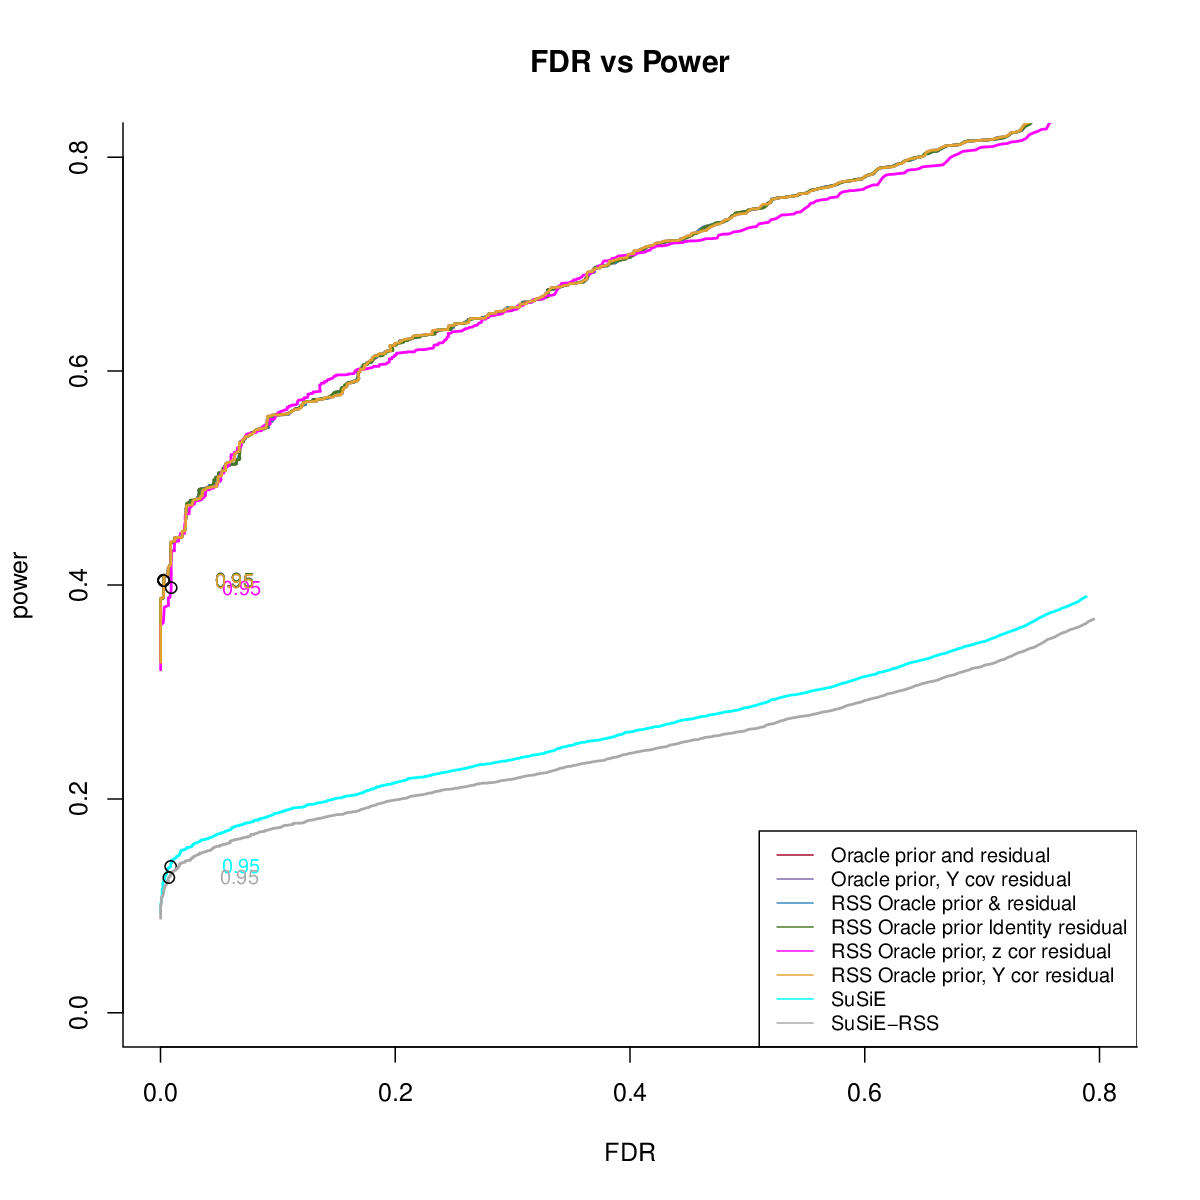 FDR vs Power
power
0.8
0.6
0.4
0.2
0.0
0.95
0.95
0.95
0.95
Oracle prior and residual
Oracle prior, Y cov residual
RSS Oracle prior & residual
RSS Oracle prior Identity residual
RSS Oracle prior, z cor residual
RSS Oracle prior, Y cor residual
SuSiE
SuSiE−RSS
0.0 0.2 0.4 0.6 0.8
FDR